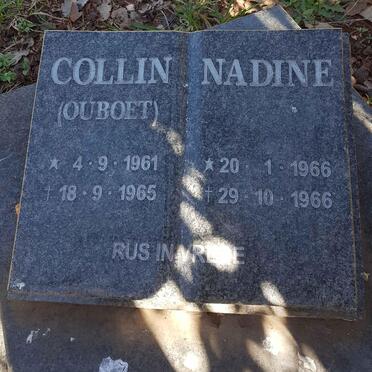 COLLIN
(OUBOET)
★ 4·9·1961
† 18·9·1965
NADINE
★ 20·1·1966
† 29·10·1966
RUS IN VREDE